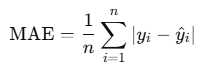 MAE = \frac{1}{n} \sum_{i=1}^{n} |y_i - \hat{y}_i|